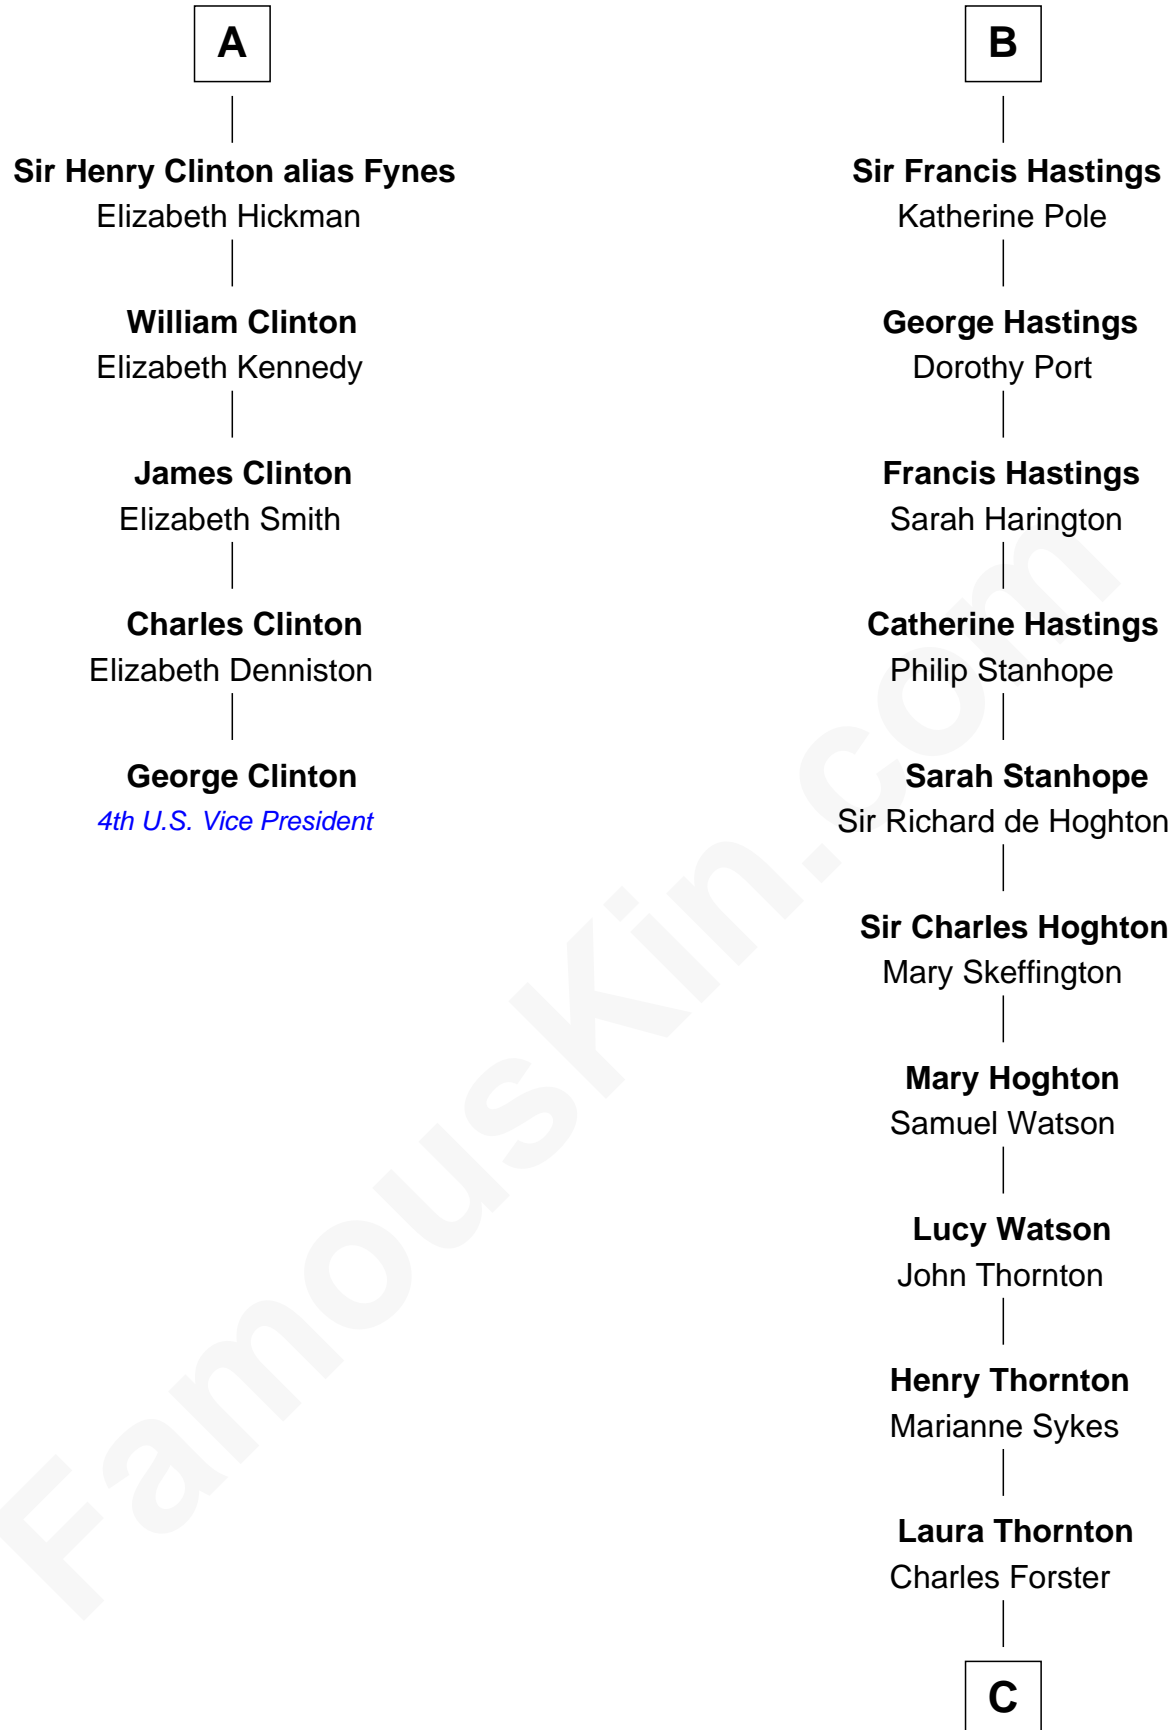 A
Sir Henry Clinton alias Fynes
Elizabeth Hickman
William Clinton
Elizabeth Kennedy
James Clinton
Elizabeth Smith
Charles Clinton
Elizabeth Denniston
George Clinton
4th U.S. Vice President
B
Sir Francis Hastings
Katherine Pole
George Hastings
Dorothy Port
Francis Hastings
Sarah Harington
Catherine Hastings
Philip Stanhope
Sarah Stanhope
Sir Richard de Hoghton
Sir Charles Hoghton
Mary Skeffington
Mary Hoghton
Samuel Watson
Lucy Watson
John Thornton
Henry Thornton
Marianne Sykes
Laura Thornton
Charles Forster
C
FamousKin.com